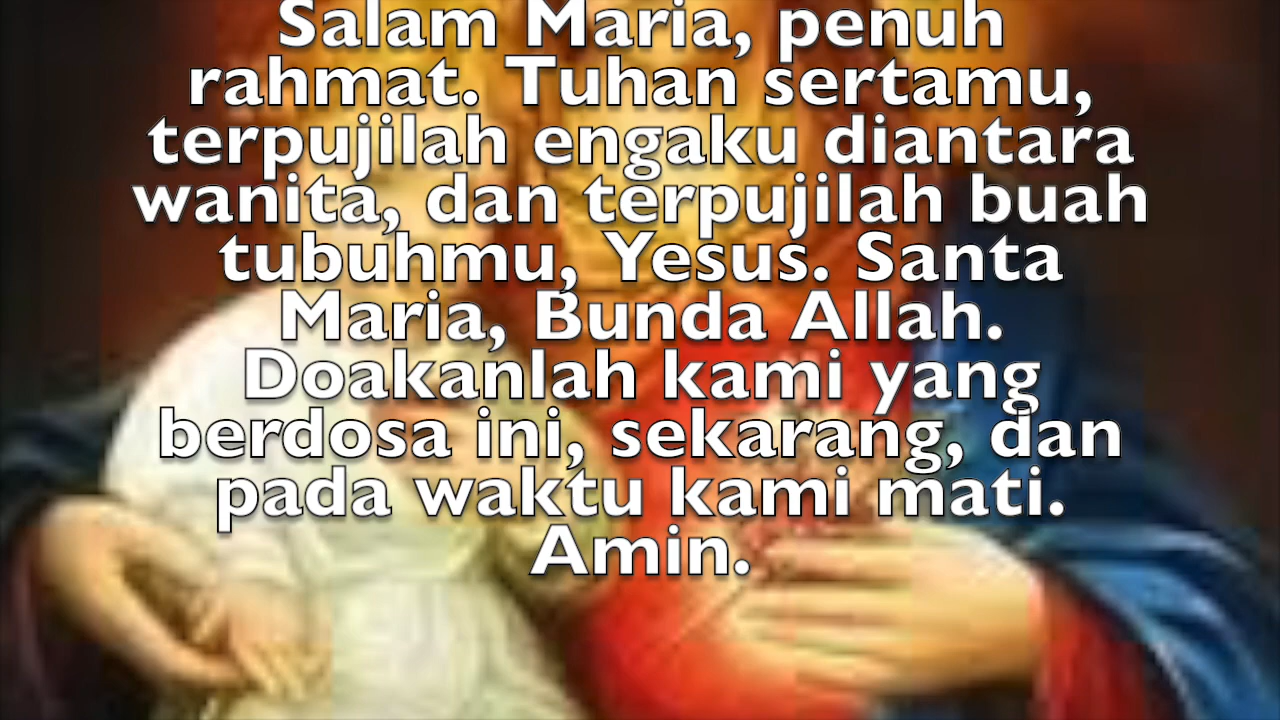 Salam Maria, penuh
rahmat. Tuhan sertamu,
terpujilah engaku diantara
wanita, dan terpujilah buah
tubuhmu, Yesus. Santa
Maria, Bunda Allah.
Doakanlah kami yang
berdosa ini, sekarang, dan
pada waktu kami mati.
Amin.